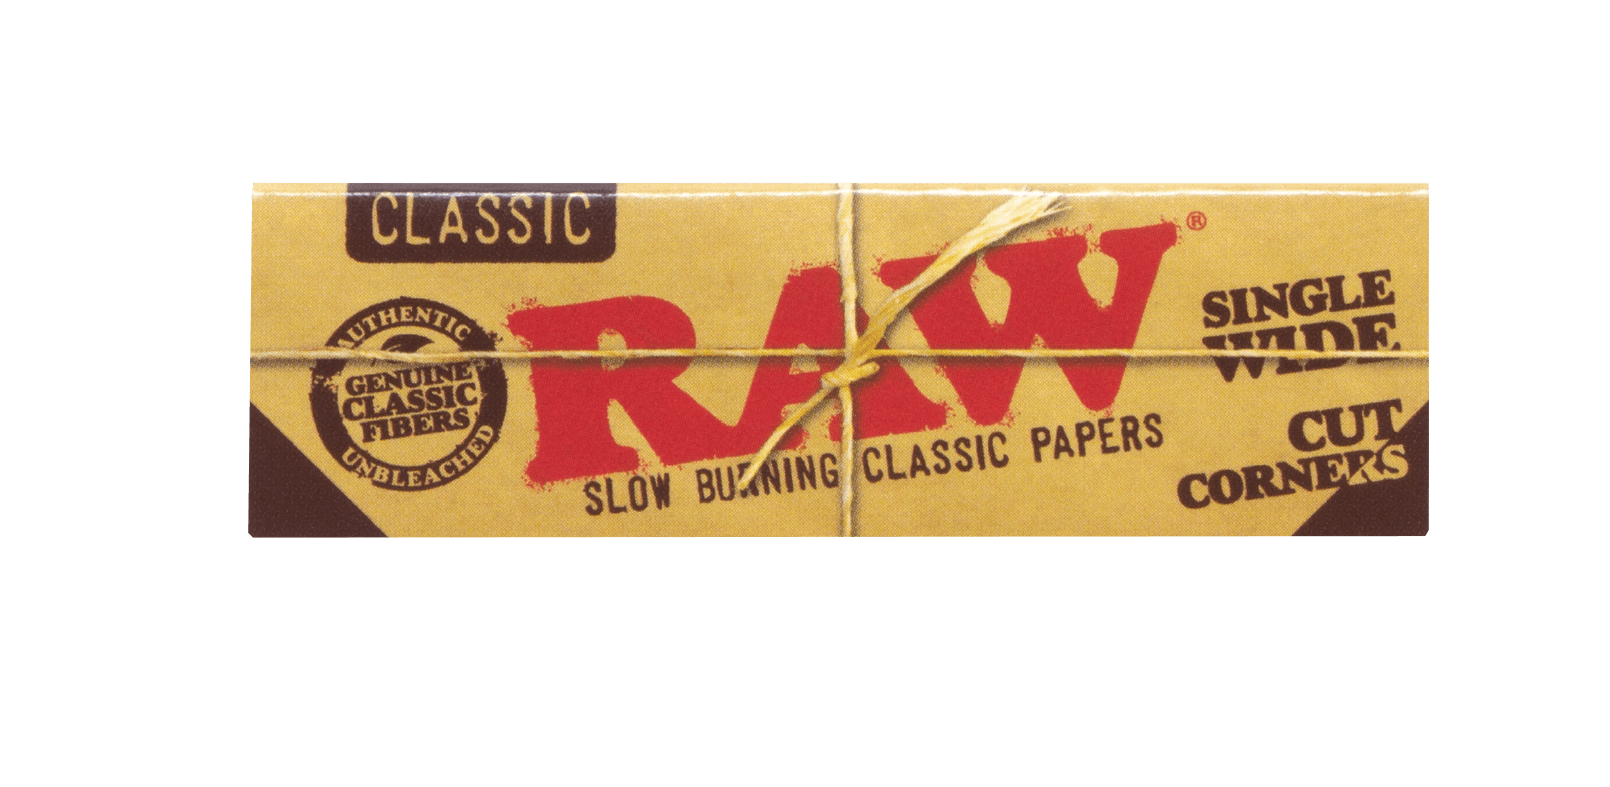 CLASSIC
AUTHENTIC
GENUINE
CLASSIC
FIBERS
UNBLEACHED
RAW®
SLOW BURNING CLASSIC PAPERS
SINGLE
WIDE
CUT
CORNERS